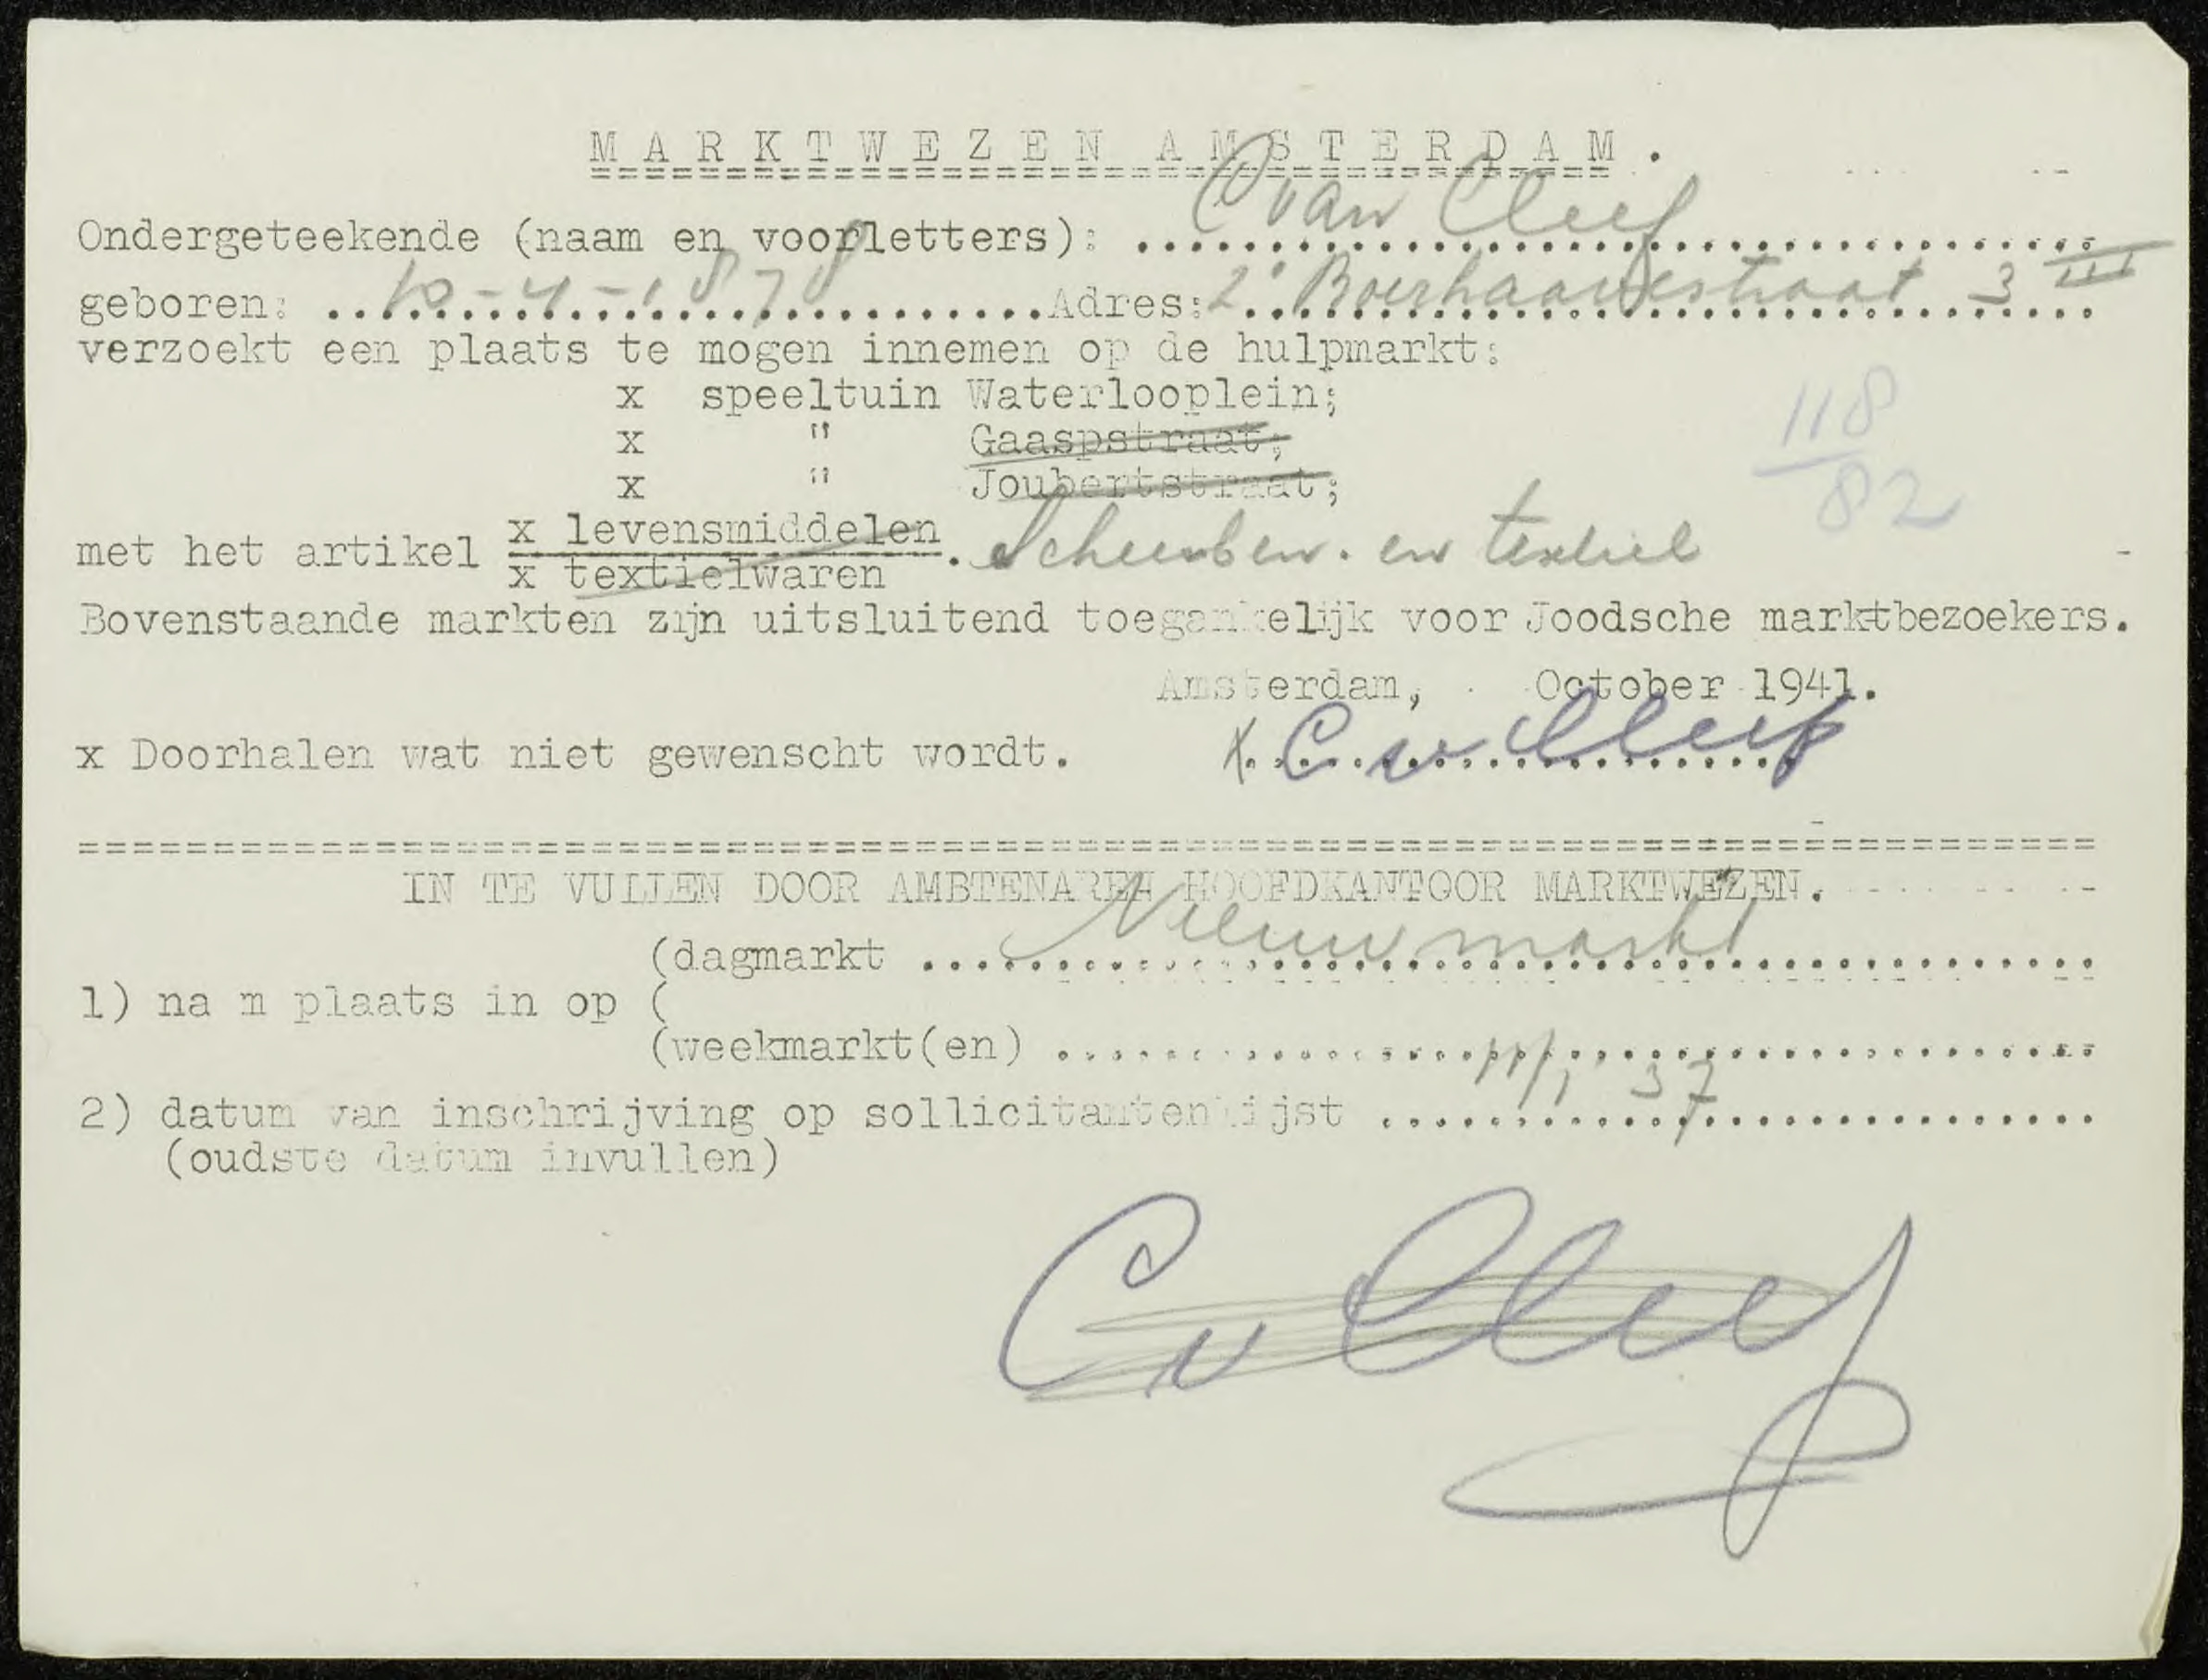 MARKTWEZEN AMSTERDAM.
Ondergeteekende (naam en voorletters): C van Cleef
geboren: 10-4-1878 Adres: 2e Boerhaavestraat 3 III
verzoekt een plaats te mogen innemen op de hulpmarkt:
x speeltuin Waterlooplein;
x " Gaaspstraat;
x " Joubertstraat;
118
82
x levensmiddelen
met het artikel . en textiel
x textielwaren
Bovenstaande markten zijn uitsluitend toegankelijk voor Joodsche marktbezoekers.
Amsterdam, October 1941.
x Doorhalen wat niet gewenscht wordt. x C v Cleef
IN TE VULLEN DOOR AMBTENAREN HOOFDKANTOOR MARKTWEZEN.
(dagmarkt Nieuwmarkt
1) na m plaats in op (
(weekmarkt(en)
2) datum van inschrijving op sollicitantenlijst 11/1 37
(oudste datum invullen)
C v Cleef